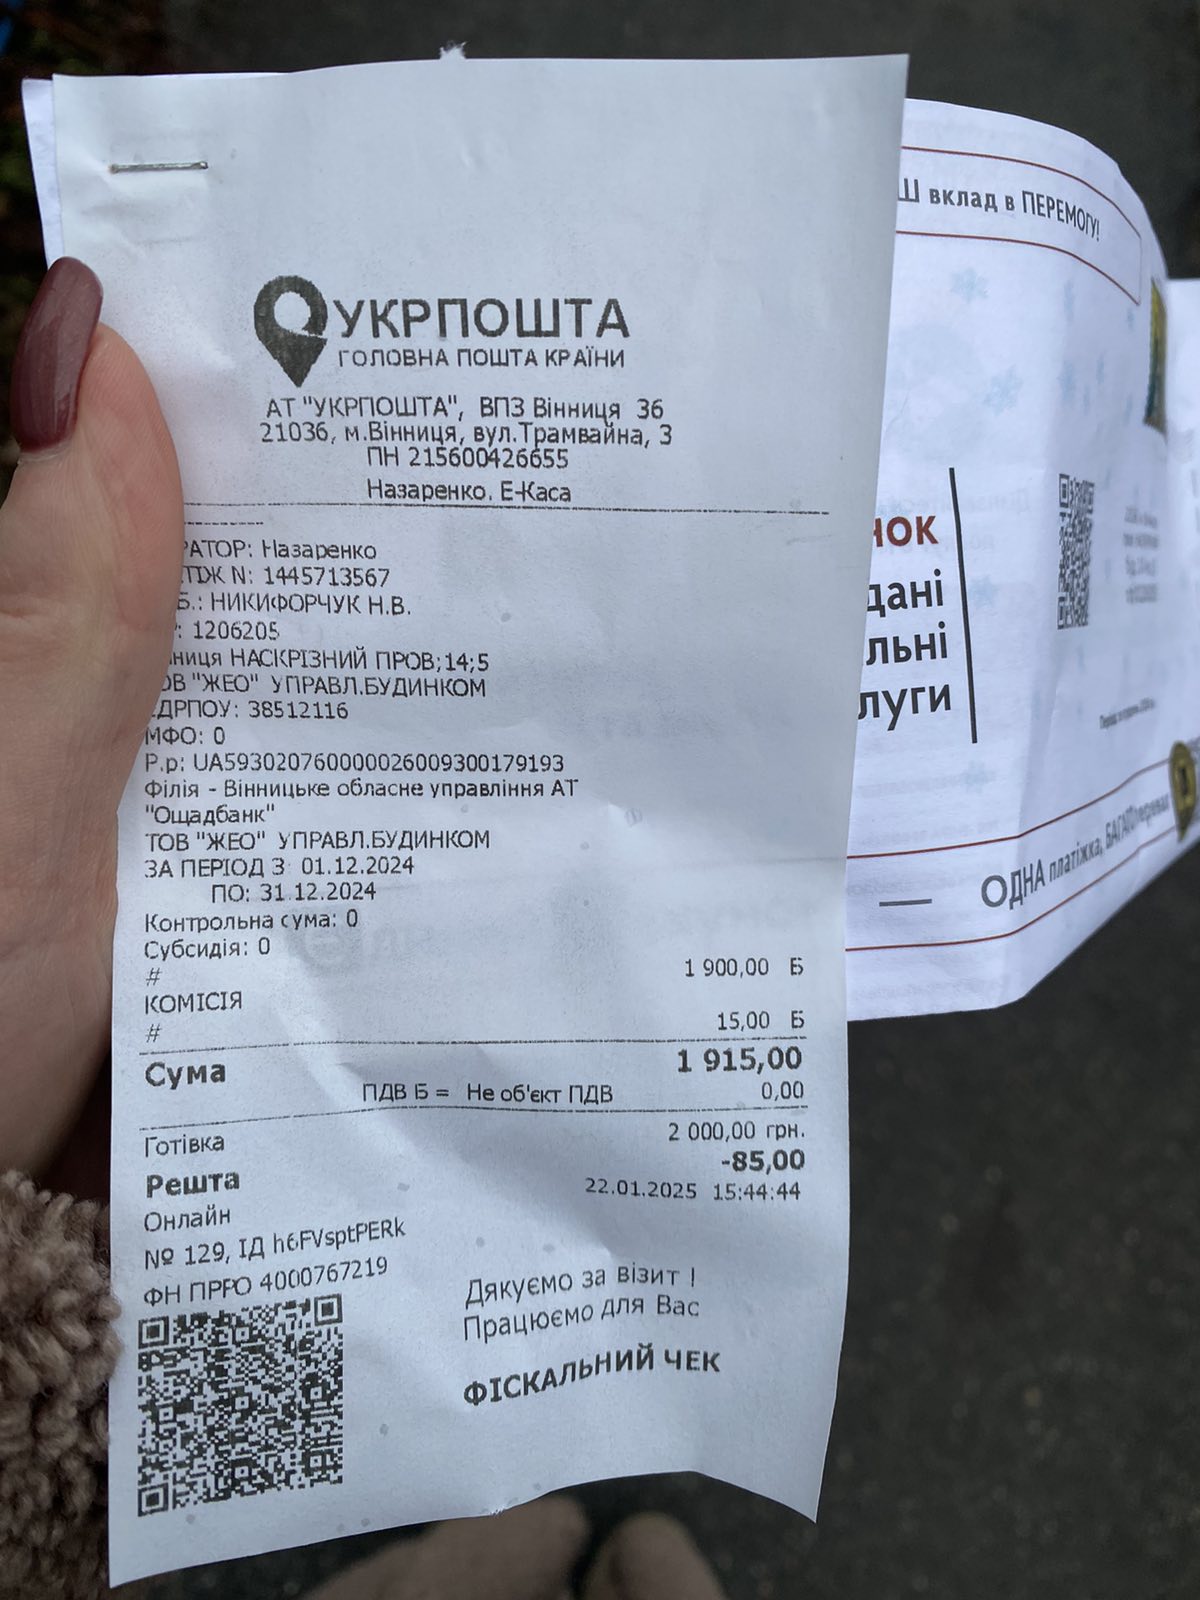 УКРПОШТА
ГОЛОВНА ПОШТА КРАЇНИ
АТ "УКРПОШТА", ВПЗ Вінниця 36
21036, м.Вінниця, вул.Трамвайна, 3
ПН 215600426655
Назаренко. Е-Каса
РАТОР: Назаренко
ТІЖ N: 1445713567
Б.: НИКИФОРЧУК Н.В.
: 1206205
ниця НАСКРІЗНИЙ ПРОВ;14;5
ОВ "ЖЕО" УПРАВЛ.БУДИНКОМ
ЄДРПОУ: 38512116
МФО: 0
Р.р: UA593020760000026009300179193
Філія - Вінницьке обласне управління АТ
"Ощадбанк"
ТОВ "ЖЕО" УПРАВЛ.БУДИНКОМ
ЗА ПЕРІОД З 01.12.2024
ПО: 31.12.2024
Контрольна сума: 0
Субсидія: 0
# 1 900,00 Б
КОМІСІЯ
# 15,00 Б
Сума 1 915,00
ПДВ Б = Не об'єкт ПДВ 0,00
Готівка 2 000,00 грн.
Решта -85,00
22.01.2025 15:44:44
Онлайн
№ 129, ІД h6FVsptPERk
ФН ПРРО 4000767219
Дякуємо за візит !
Працюємо для Вас
ФІСКАЛЬНИЙ ЧЕК
Ш вклад в ПЕРЕМОГУ!
нок
дані
льні
луги
— ОДНА платіжка, БАГАТО переваг